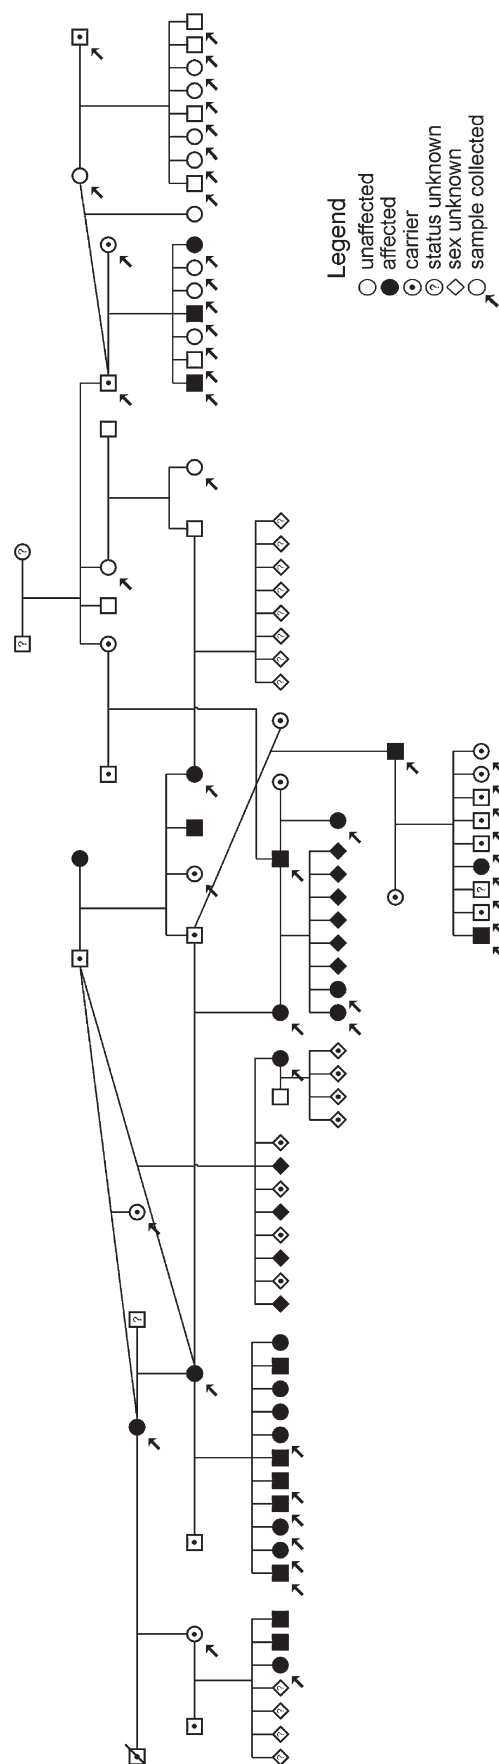 Legend
unaffected
affected
carrier
? status unknown
sex unknown
sample collected
?
?
? ? ? ? ? ? ? ?
?
?
? ? ? ?